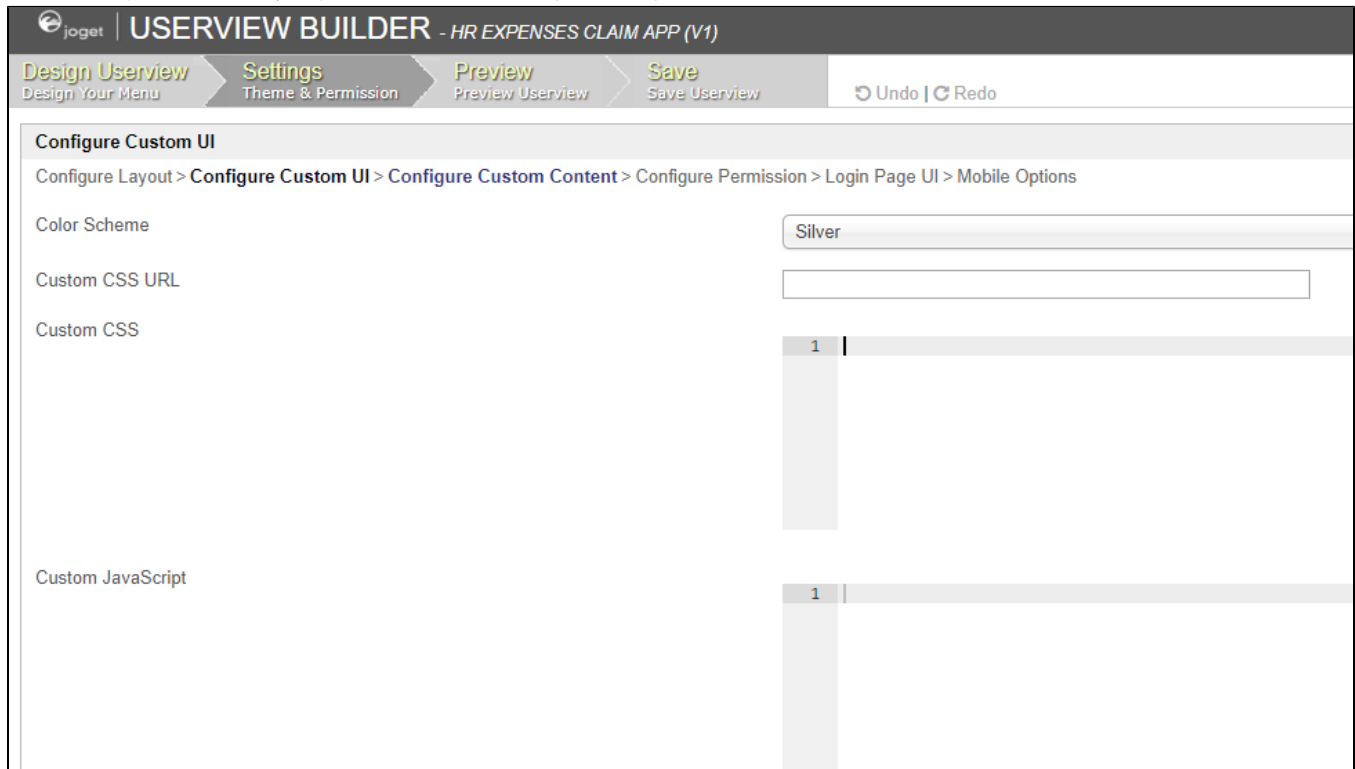 joget | USERVIEW BUILDER - HR EXPENSES CLAIM APP (V1)
Design Userview Settings Preview Save
Design Your Menu Theme & Permission Preview Userview Save Userview Undo | Redo
Configure Custom UI
Configure Layout > Configure Custom UI > Configure Custom Content > Configure Permission > Login Page UI > Mobile Options
Color Scheme Silver
Custom CSS URL
Custom CSS
1
Custom JavaScript
1